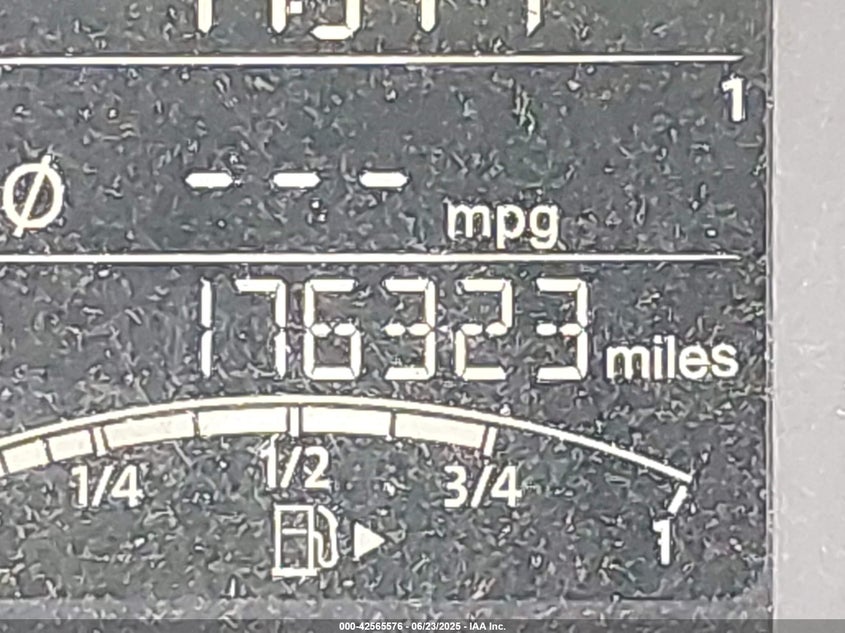 1
Ø --- mpg
176323 miles
1/4 1/2 3/4 1
000-42565576 - 06/23/2025 - IAA Inc.